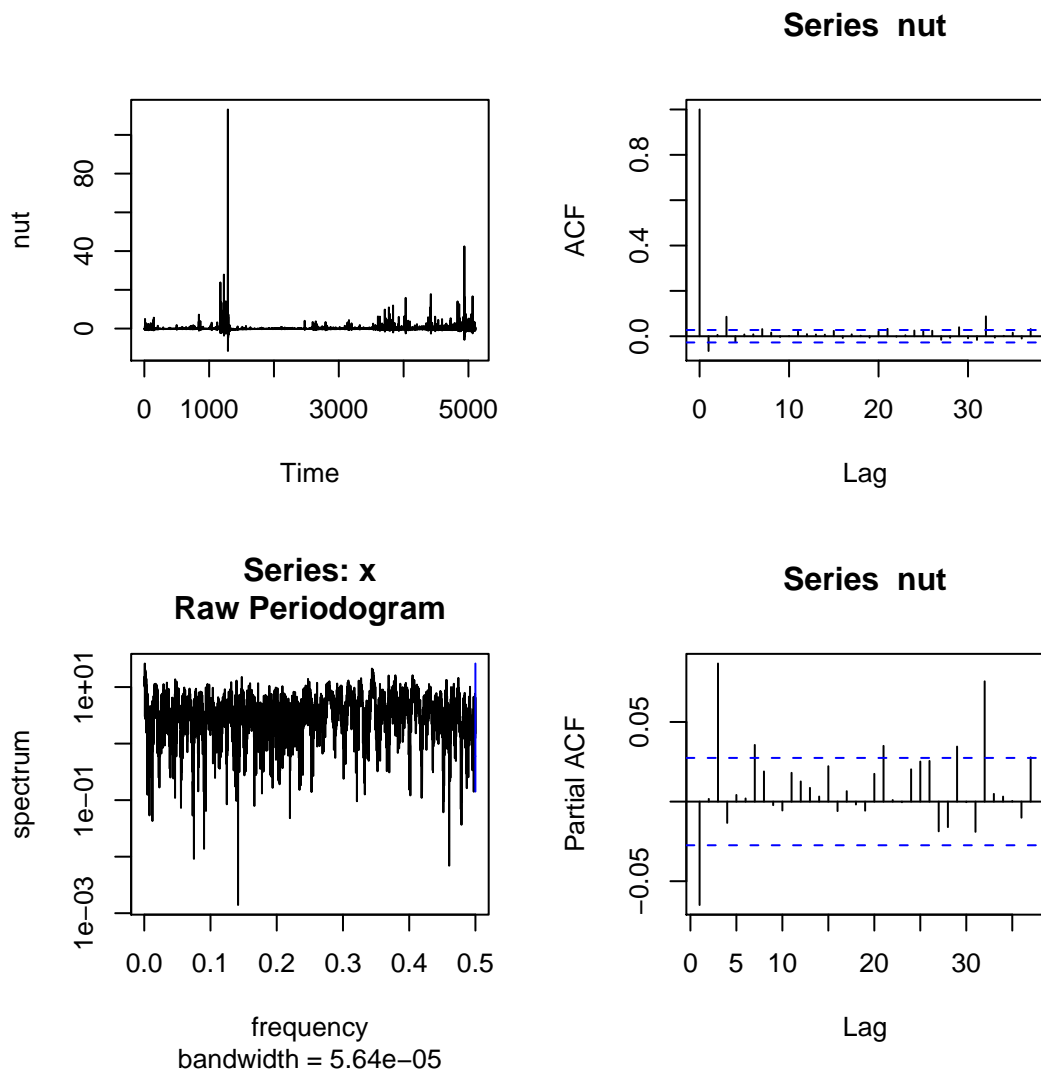 nut
0
40
80
0
1000
3000
5000
Time
Series nut
ACF
0.0
0.4
0.8
0
10
20
30
Lag
Series: x
Raw Periodogram
spectrum
1e−03
1e−01
1e+01
0.0
0.1
0.2
0.3
0.4
0.5
frequency
bandwidth = 5.64e−05
Series nut
Partial ACF
−0.05
0.05
0
5
10
20
30
Lag